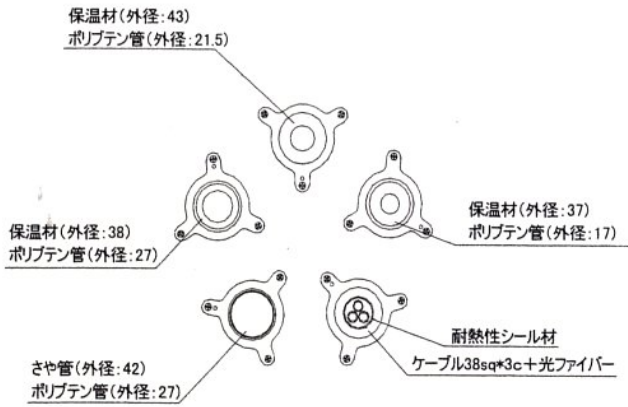 保温材(外径:43)
ポリブテン管(外径:21.5)
保温材(外径:38)
ポリブテン管(外径:27)
保温材(外径:37)
ポリブテン管(外径:17)
さや管(外径:42)
ポリブテン管(外径:27)
耐熱性シール材
ケーブル38sq*3c+光ファイバー